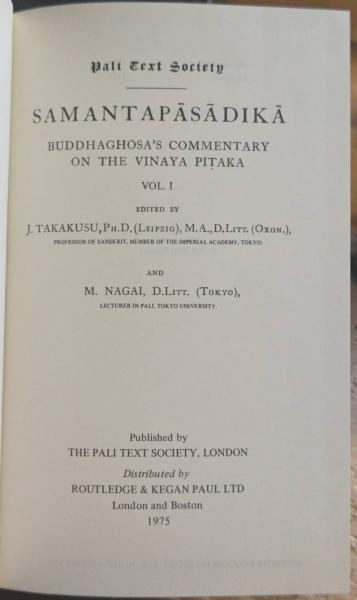 Pali Text Society
SAMANTAPĀSĀDIKĀ
BUDDHAGHOSA'S COMMENTARY
ON THE VINAYA PIṬAKA
VOL. I
EDITED BY
J. TAKAKUSU, PH.D. (LEIPZIG), M.A., D.LITT. (OXON.),
PROFESSOR OF SANSKRIT, MEMBER OF THE IMPERIAL ACADEMY, TOKYO;
AND
M. NAGAI, D.LITT. (TOKYO),
LECTURER IN PALI, TOKYO UNIVERSITY.
Published by
THE PALI TEXT SOCIETY, LONDON
Distributed by
ROUTLEDGE & KEGAN PAUL LTD
London and Boston
1975